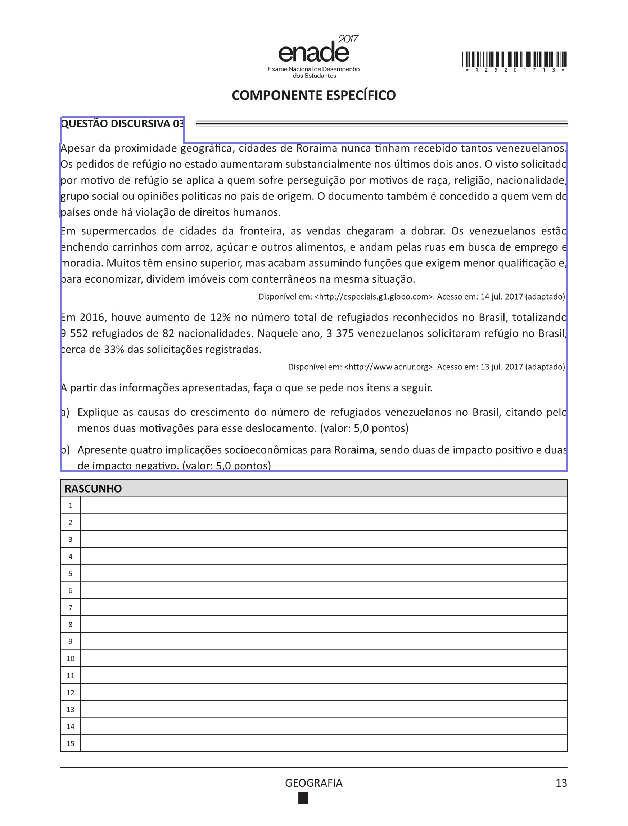 enade 2017
Exame Nacional de Desempenho
dos Estudantes
*R2520171 3*
COMPONENTE ESPECÍFICO
QUESTÃO DISCURSIVA 03
Apesar da proximidade geográfica, cidades de Roraima nunca tinham recebido tantos venezuelanos.
Os pedidos de refúgio no estado aumentaram substancialmente nos últimos dois anos. O visto solicitado
por motivo de refúgio se aplica a quem sofre perseguição por motivos de raça, religião, nacionalidade,
grupo social ou opiniões políticas no país de origem. O documento também é concedido a quem vem de
países onde há violação de direitos humanos.
Em supermercados de cidades da fronteira, as vendas chegaram a dobrar. Os venezuelanos estão
enchendo carrinhos com arroz, açúcar e outros alimentos, e andam pelas ruas em busca de emprego e
moradia. Muitos têm ensino superior, mas acabam assumindo funções que exigem menor qualificação e,
para economizar, dividem imóveis com conterrâneos na mesma situação.
Disponível em: <http://especiais.g1.globo.com>. Acesso em: 14 jul. 2017 (adaptado)
Em 2016, houve aumento de 12% no número total de refugiados reconhecidos no Brasil, totalizando
9 552 refugiados de 82 nacionalidades. Naquele ano, 3 375 venezuelanos solicitaram refúgio no Brasil,
cerca de 33% das solicitações registradas.
Disponível em: <http://www.acnur.org>. Acesso em: 13 jul. 2017 (adaptado)
A partir das informações apresentadas, faça o que se pede nos itens a seguir.
a) Explique as causas do crescimento do número de refugiados venezuelanos no Brasil, citando pelo
menos duas motivações para esse deslocamento. (valor: 5,0 pontos)
b) Apresente quatro implicações socioeconômicas para Roraima, sendo duas de impacto positivo e duas
de impacto negativo. (valor: 5,0 pontos)
RASCUNHO
1
2
3
4
5
6
7
8
9
10
11
12
13
14
15
GEOGRAFIA 13